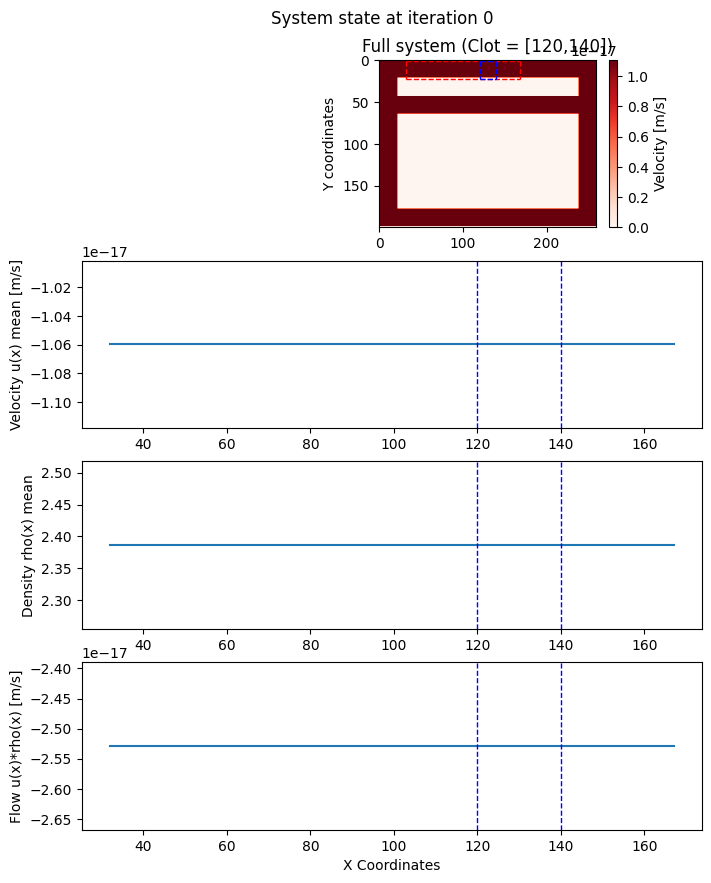 System state at iteration 0
Full system (Clot = [120,140])
1e−17
0
50
100
150
Y coordinates
0 100 200
1.0
0.8
0.6
0.4
0.2
0.0
Velocity [m/s]
1e−17
−1.02
−1.04
−1.06
−1.08
−1.10
Velocity u(x) mean [m/s]
40 60 80 100 120 140 160
2.50
2.45
2.40
2.35
2.30
Density rho(x) mean
40 60 80 100 120 140 160
1e−17
−2.40
−2.45
−2.50
−2.55
−2.60
−2.65
Flow u(x)*rho(x) [m/s]
40 60 80 100 120 140 160
X Coordinates